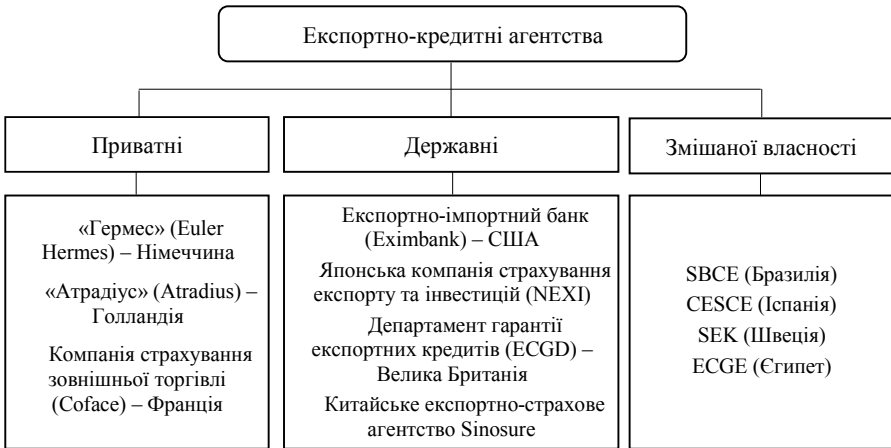 Експортно-кредитні агентства
Приватні
Державні
Змішаної власності
«Гермес» (Euler
Hermes) – Німеччина
«Атрадіус» (Atradius) –
Голландія
Компанія страхування
зовнішньої торгівлі
(Coface) – Франція
Експортно-імпортний банк
(Eximbank) – США
Японська компанія страхування
експорту та інвестицій (NEXI)
Департамент гарантії
експортних кредитів (ECGD) –
Велика Британія
Китайське експортно-страхове
агентство Sinosure
SBCE (Бразилія)
CESCE (Іспанія)
SEK (Швеція)
ECGE (Єгипет)